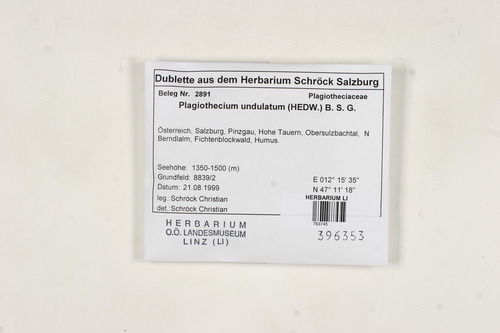 Dublette aus dem Herbarium Schröck Salzburg
Beleg Nr. 2891 Plagiotheciaceae
Plagiothecium undulatum (HEDW.) B. S. G.
Österreich, Salzburg, Pinzgau, Hohe Tauern, Obersulzbachtal, N
Berndlalm, Fichtenblockwald, Humus.
Seehöhe: 1350-1500 (m)
Grundfeld: 8839/2 E 012° 15' 35"
Datum: 21.08.1999 N 47° 11' 18"
leg.:Schröck Christian HERBARIUM LI
det.:Schröck Christian
763745
HERBARIUM
O.Ö. LANDESMUSEUM
LINZ (LI)
396353